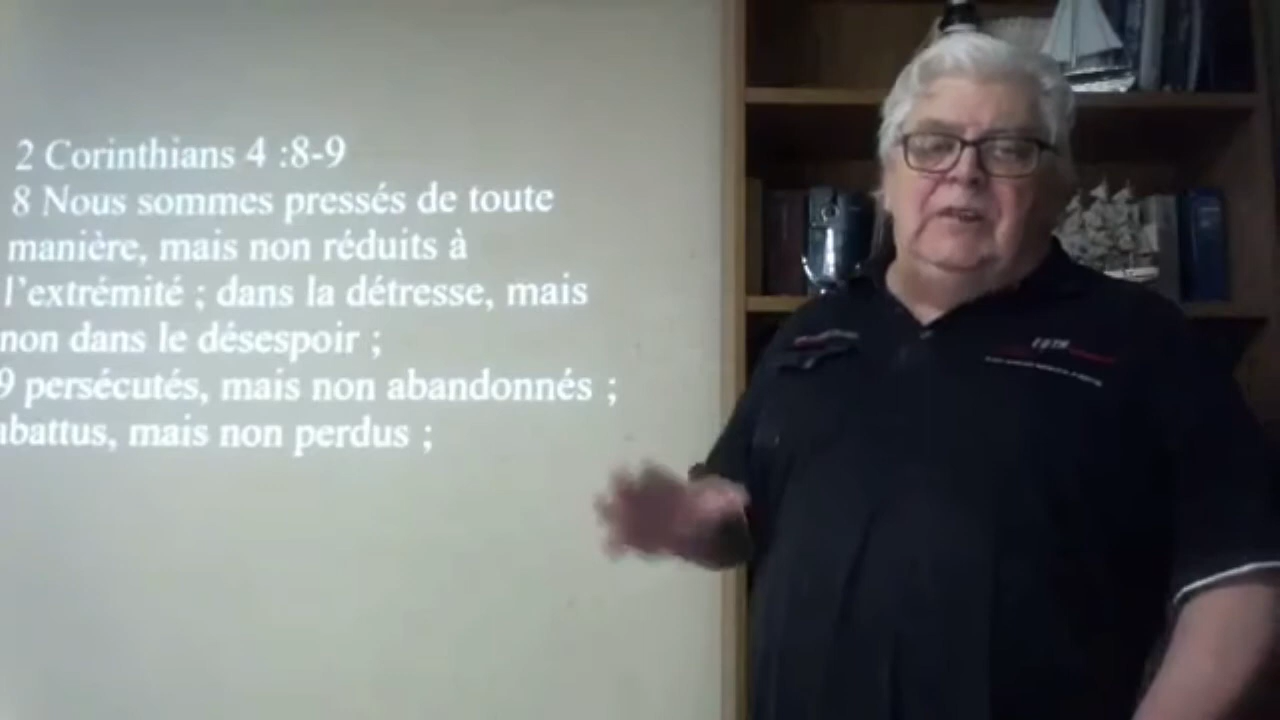 2 Corinthians 4 :8-9
8 Nous sommes pressés de toute
manière, mais non réduits à
l'extrémité ; dans la détresse, mais
non dans le désespoir ;
9 persécutés, mais non abandonnés ;
abattus, mais non perdus ;